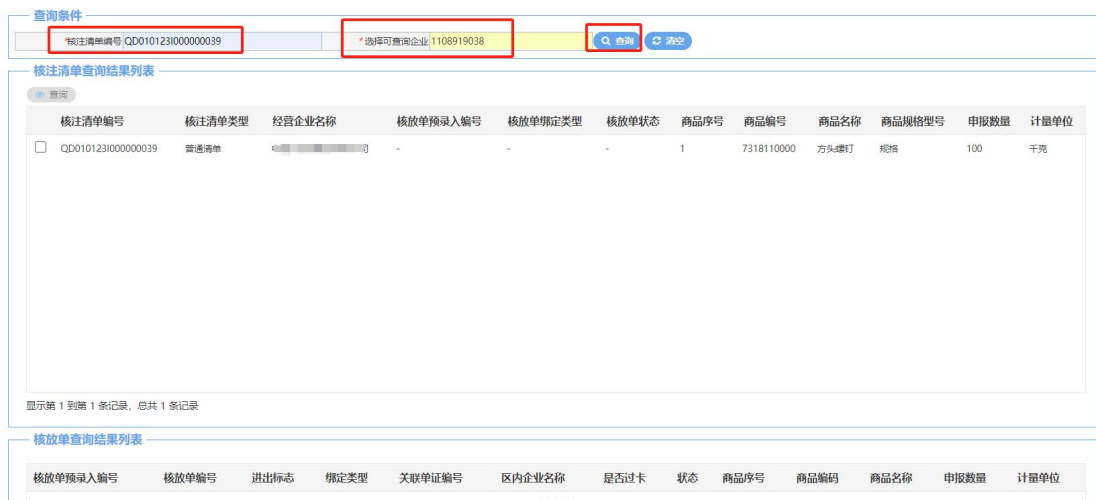 查询条件
*核注清单编号 QD010123I000000039 *选择可查询企业 1108919038 查询 清空
核注清单查询结果列表
查询
核注清单编号 核注清单类型 经营企业名称 核放单预录入编号 核放单绑定类型 核放单状态 商品序号 商品编号 商品名称 商品规格型号 申报数量 计量单位
QD010123I000000039 普通清单 - - - 1 7318110000 方头螺钉 规格 100 千克
显示第 1 到第 1 条记录，总共 1 条记录
核放单查询结果列表
核放单预录入编号 核放单编号 进出标志 绑定类型 关联单证编号 区内企业名称 是否过卡 状态 商品序号 商品编码 商品名称 申报数量 计量单位